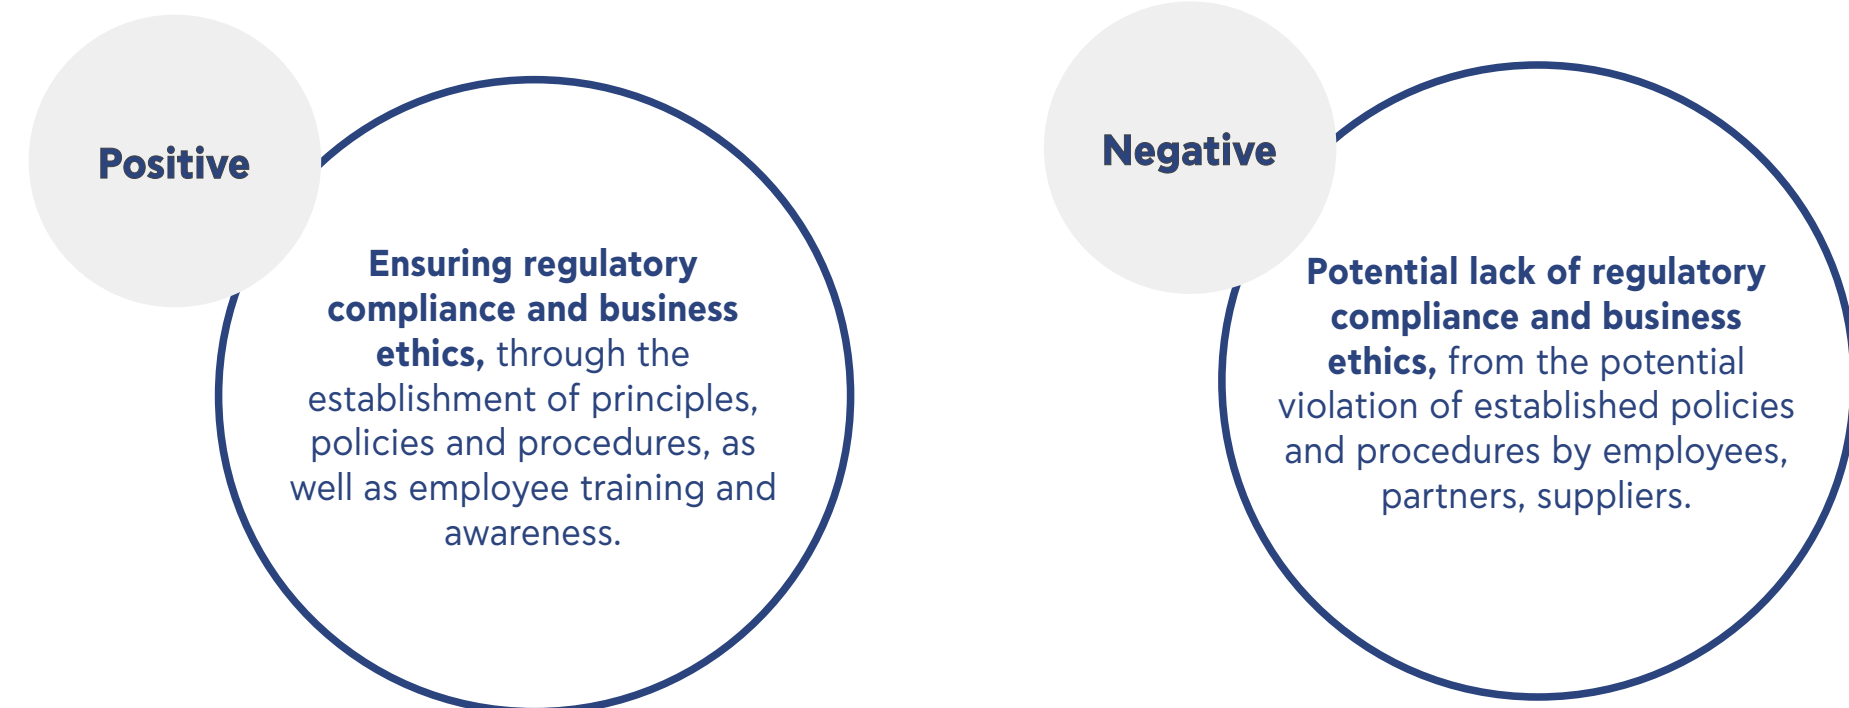 Positive
Ensuring regulatory
compliance and business
ethics, through the
establishment of principles,
policies and procedures, as
well as employee training and
awareness.
Negative
Potential lack of regulatory
compliance and business
ethics, from the potential
violation of established policies
and procedures by employees,
partners, suppliers.